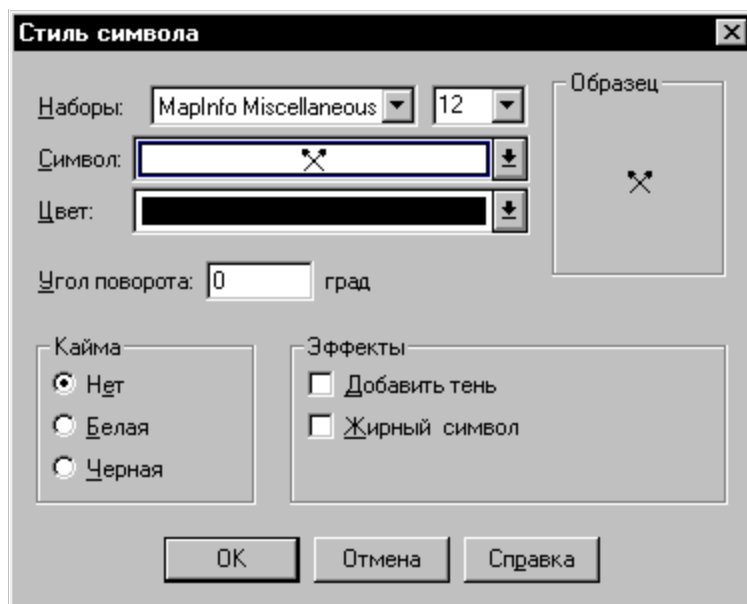 Стиль символа
Образец
Наборы: MapInfo Miscellaneous 12
Символ:
Цвет:
Угол поворота: 0 град
Кайма
Нет
Белая
Черная
Эффекты
Добавить тень
Жирный символ
OK Отмена Справка